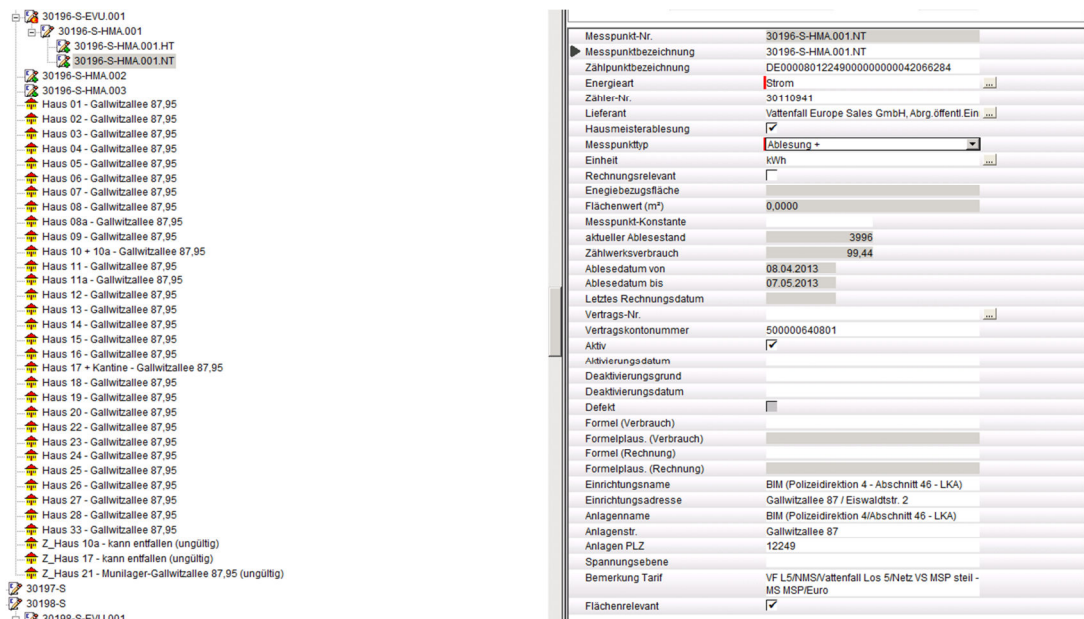 30196-S-EVU.001
30196-S-HMA.001
30196-S-HMA.001.HT
30196-S-HMA.001.NT
30196-S-HMA.002
30196-S-HMA.003
Haus 01 - Gallwitzallee 87,95
Haus 02 - Gallwitzallee 87,95
Haus 03 - Gallwitzallee 87,95
Haus 04 - Gallwitzallee 87,95
Haus 05 - Gallwitzallee 87,95
Haus 06 - Gallwitzallee 87,95
Haus 07 - Gallwitzallee 87,95
Haus 08 - Gallwitzallee 87,95
Haus 08a - Gallwitzallee 87,95
Haus 09 - Gallwitzallee 87,95
Haus 10 + 10a - Gallwitzallee 87,95
Haus 11 - Gallwitzallee 87,95
Haus 11a - Gallwitzallee 87,95
Haus 12 - Gallwitzallee 87,95
Haus 13 - Gallwitzallee 87,95
Haus 14 - Gallwitzallee 87,95
Haus 15 - Gallwitzallee 87,95
Haus 16 - Gallwitzallee 87,95
Haus 17 + Kantine - Gallwitzallee 87,95
Haus 18 - Gallwitzallee 87,95
Haus 19 - Gallwitzallee 87,95
Haus 20 - Gallwitzallee 87,95
Haus 22 - Gallwitzallee 87,95
Haus 23 - Gallwitzallee 87,95
Haus 24 - Gallwitzallee 87,95
Haus 25 - Gallwitzallee 87,95
Haus 26 - Gallwitzallee 87,95
Haus 27 - Gallwitzallee 87,95
Haus 28 - Gallwitzallee 87,95
Haus 33 - Gallwitzallee 87,95
Z_Haus 10a - kann entfallen (ungültig)
Z_Haus 17 - kann entfallen (ungültig)
Z_Haus 21 - Munilager-Gallwitzallee 87,95 (ungültig)
30197-S
30198-S
30198-S-EVU.001
Messpunkt-Nr. 30196-S-HMA.001.NT
Messpunktbezeichnung 30196-S-HMA.001.NT
Zählpunktbezeichnung DE0000801224900000000042066284
Energieart Strom ...
Zähler-Nr. 30110941
Lieferant Vattenfall Europe Sales GmbH, Abrg.öffentl.Ein ...
Hausmeisterablesung
Messpunkttyp Ablesung +
Einheit kWh ...
Rechnungsrelevant
Enegiebezugsfläche
Flächenwert (m²) 0,0000
Messpunkt-Konstante
aktueller Ablesestand 3996
Zählwerksverbrauch 99,44
Ablesedatum von 08.04.2013
Ablesedatum bis 07.05.2013
Letztes Rechnungsdatum
Vertrags-Nr. ...
Vertragskontonummer 500000640801
Aktiv
Aktivierungsdatum
Deaktivierungsgrund
Deaktivierungsdatum
Defekt
Formel (Verbrauch)
Formelplaus. (Verbrauch)
Formel (Rechnung)
Formelplaus. (Rechnung)
Einrichtungsname BIM (Polizeidirektion 4 - Abschnitt 46 - LKA)
Einrichtungsadresse Gallwitzallee 87 / Eiswaldtstr. 2
Anlagenname BIM (Polizeidirektion 4/Abschnitt 46 - LKA)
Anlagenstr. Gallwitzallee 87
Anlagen PLZ 12249
Spannungsebene
Bemerkung Tarif VF L5/NMS/Vattenfall Los 5/Netz VS MSP steil -
MS MSP/Euro
Flächenrelevant